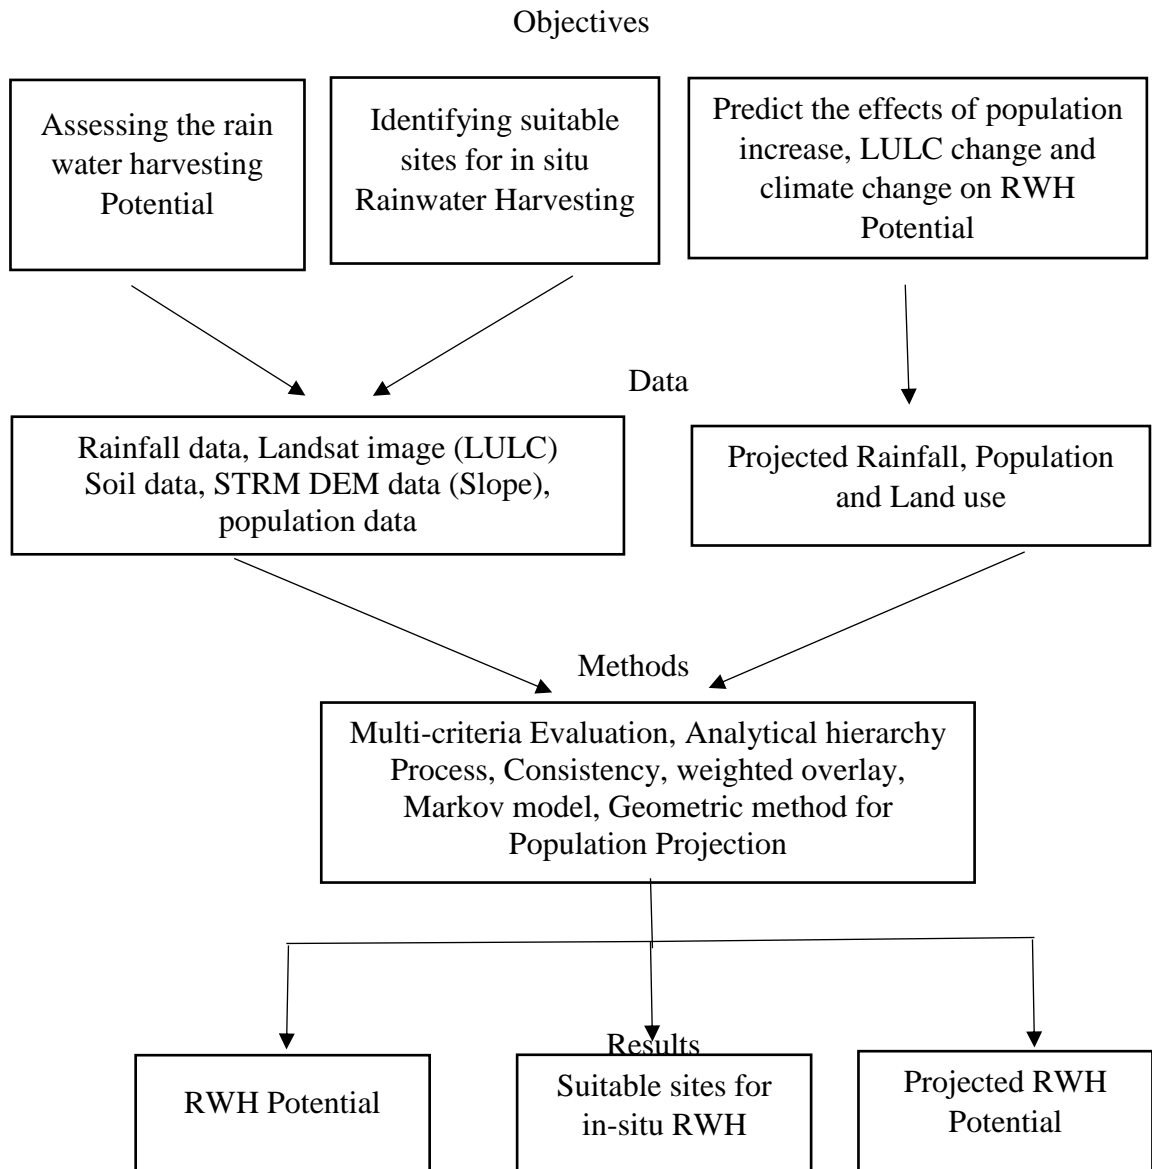 Objectives
Assessing the rain
water harvesting
Potential
Identifying suitable
sites for in situ
Rainwater Harvesting
Predict the effects of population
increase, LULC change and
climate change on RWH
Potential
Data
Rainfall data, Landsat image (LULC)
Soil data, STRM DEM data (Slope),
population data
Projected Rainfall, Population
and Land use
Methods
Multi-criteria Evaluation, Analytical hierarchy
Process, Consistency, weighted overlay,
Markov model, Geometric method for
Population Projection
Results
RWH Potential
Suitable sites for
in-situ RWH
Projected RWH
Potential